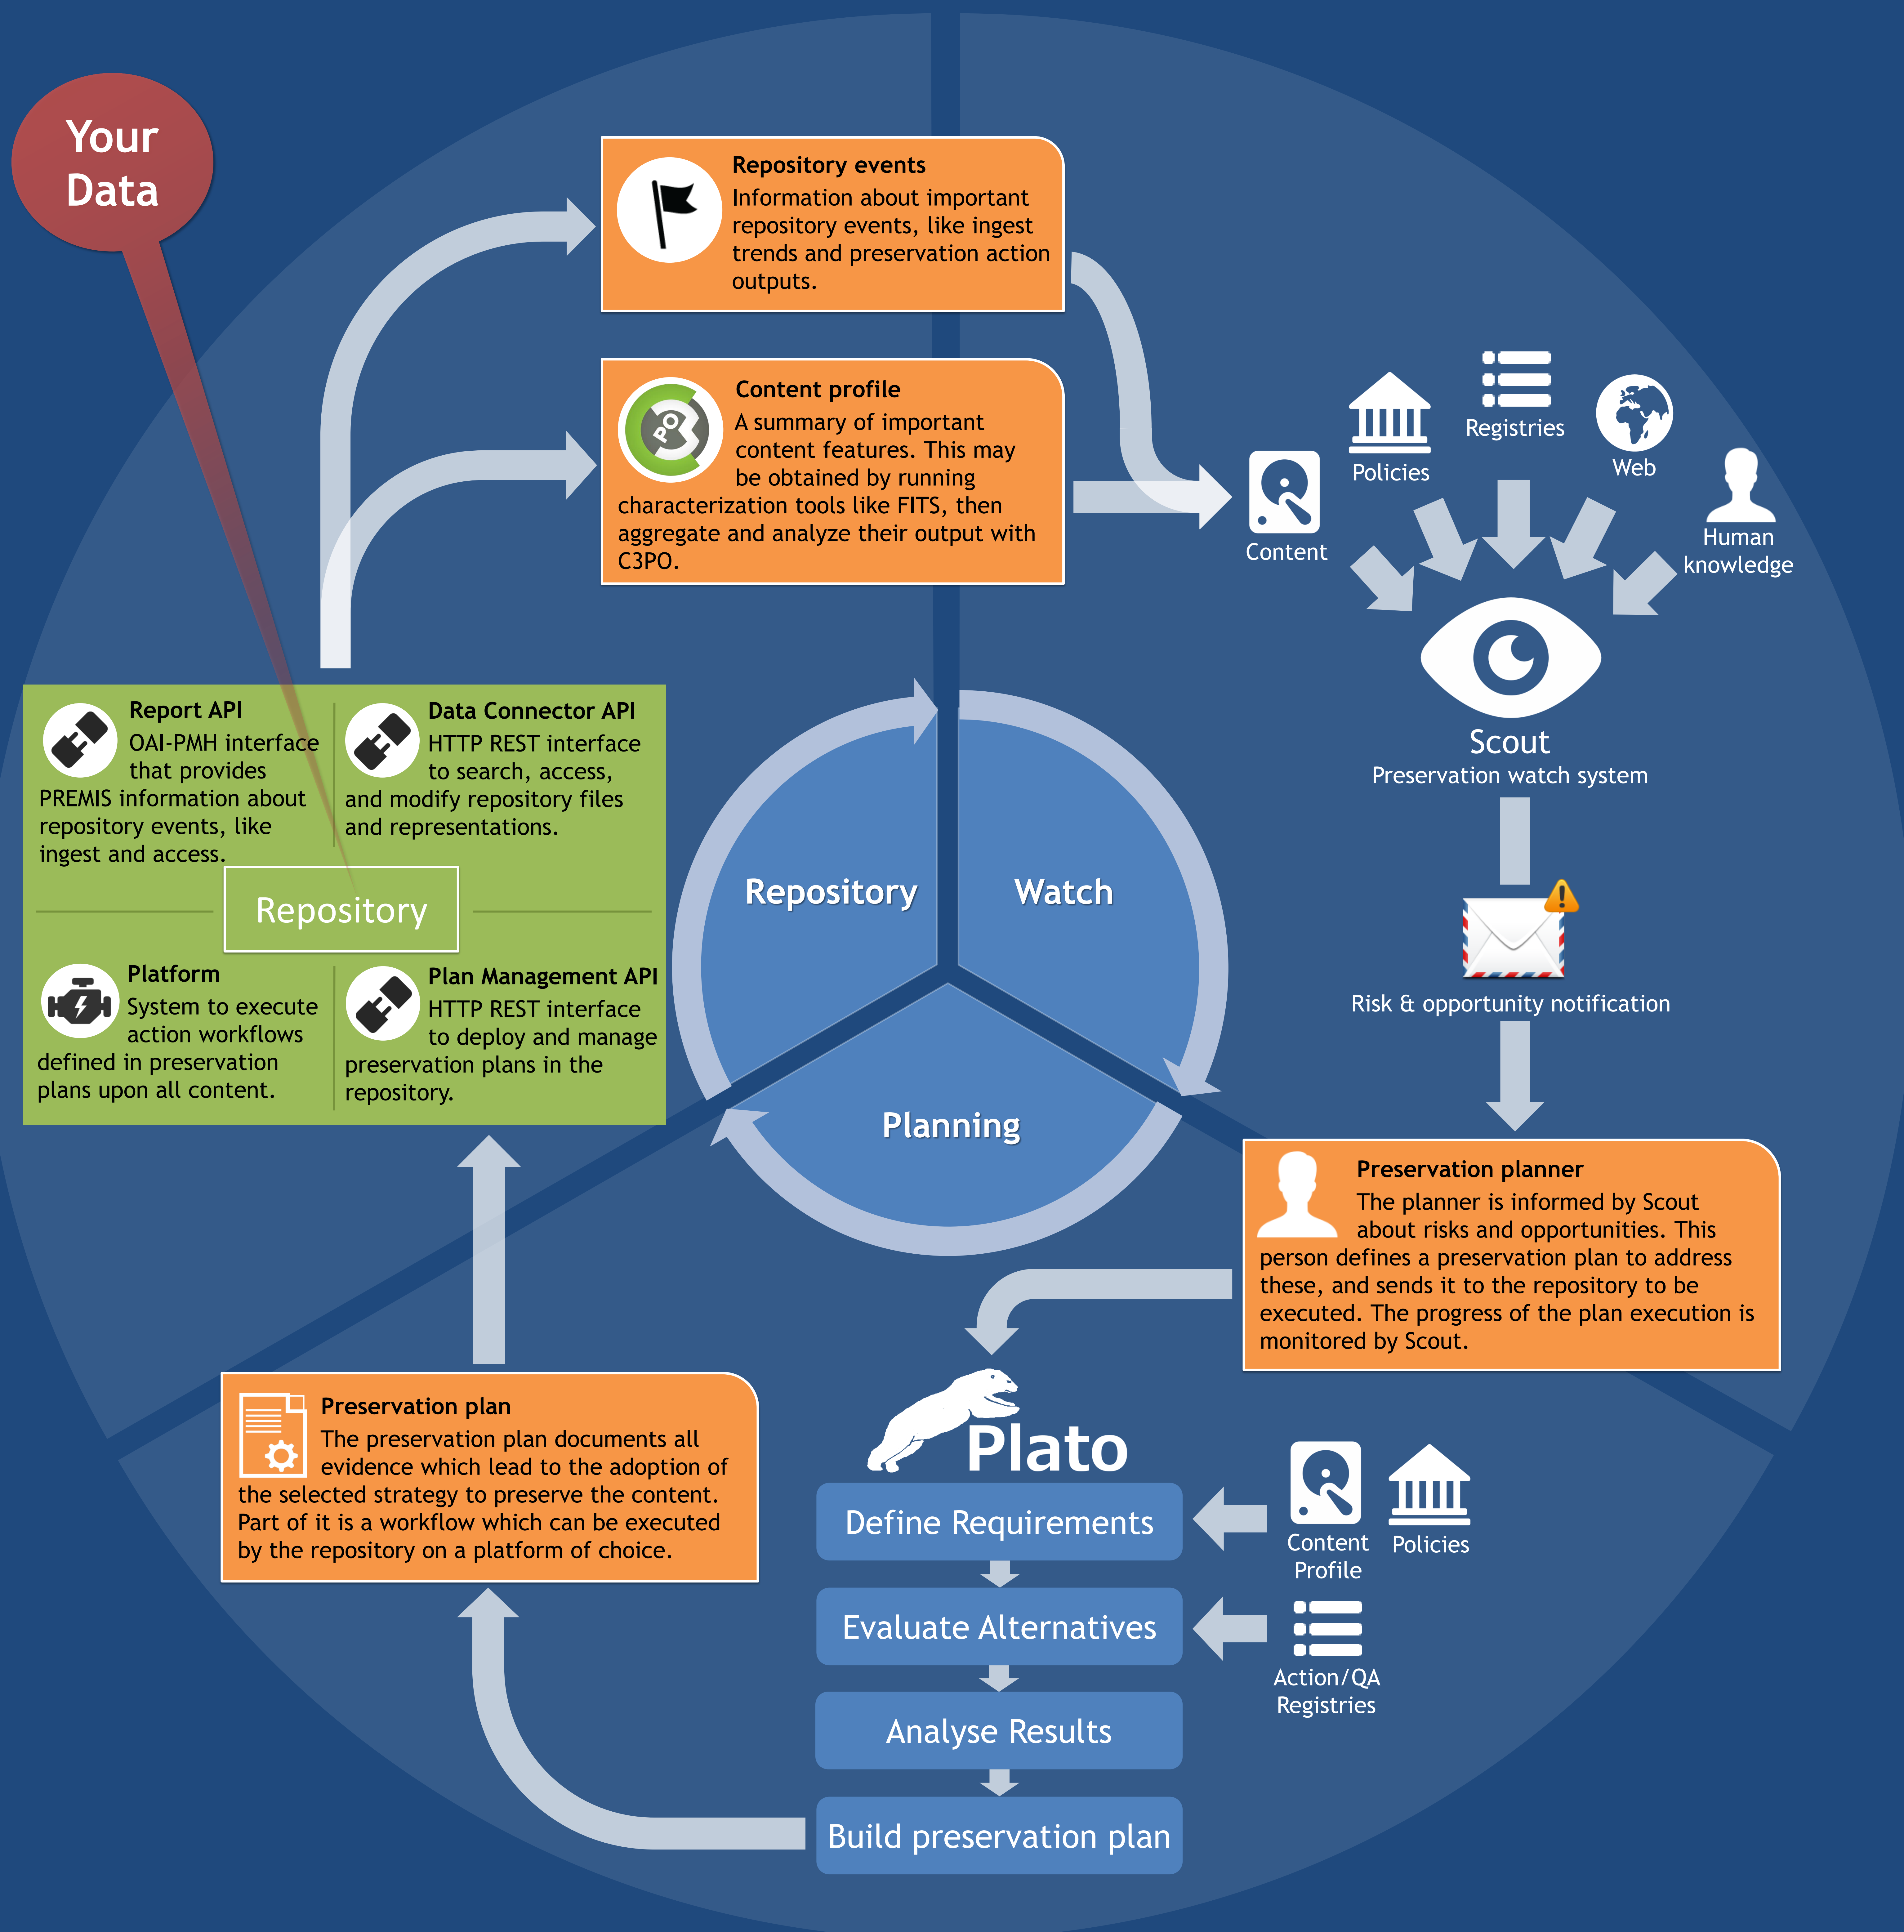 Your
Data
Repository events
Information about important
repository events, like ingest
trends and preservation action
outputs.
Content profile
A summary of important
content features. This may
be obtained by running
characterization tools like FITS, then
aggregate and analyze their output with
C3PO.
PO
Content
Policies
Registries
Web
Human
knowledge
Scout
Preservation watch system
Risk & opportunity notification
Report API
OAI-PMH interface
that provides
PREMIS information about
repository events, like
ingest and access.
Data Connector API
HTTP REST interface
to search, access,
and modify repository files
and representations.
Repository
Platform
System to execute
action workflows
defined in preservation
plans upon all content.
Plan Management API
HTTP REST interface
to deploy and manage
preservation plans in the
repository.
Repository
Watch
Planning
Preservation planner
The planner is informed by Scout
about risks and opportunities. This
person defines a preservation plan to address
these, and sends it to the repository to be
executed. The progress of the plan execution is
monitored by Scout.
Plato
Define Requirements
Evaluate Alternatives
Analyse Results
Build preservation plan
Content
Profile
Policies
Action/QA
Registries
Preservation plan
The preservation plan documents all
evidence which lead to the adoption of
the selected strategy to preserve the content.
Part of it is a workflow which can be executed
by the repository on a platform of choice.